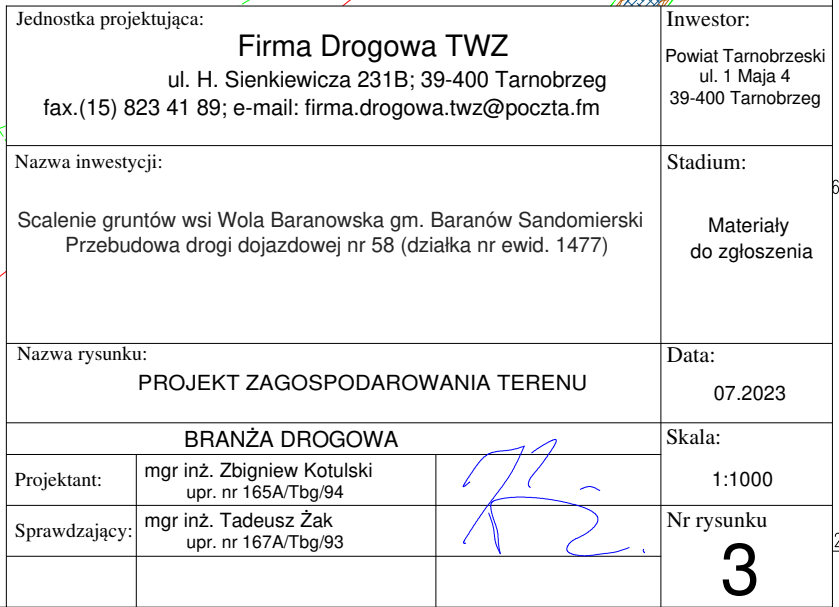 Jednostka projektująca:
Firma Drogowa TWZ
ul. H. Sienkiewicza 231B; 39-400 Tarnobrzeg
fax.(15) 823 41 89; e-mail: firma.drogowa.twz@poczta.fm
Inwestor:
Powiat Tarnobrzeski
ul. 1 Maja 4
39-400 Tarnobrzeg
Nazwa inwestycji:
Scalenie gruntów wsi Wola Baranowska gm. Baranów Sandomierski
Przebudowa drogi dojazdowej nr 58 (działka nr ewid. 1477)
Stadium:
Materiały
do zgłoszenia
Nazwa rysunku:
PROJEKT ZAGOSPODAROWANIA TERENU
Data:
07.2023
BRANŻA DROGOWA
Skala:
1:1000
Projektant:
mgr inż. Zbigniew Kotulski
upr. nr 165A/Tbg/94
Sprawdzający:
mgr inż. Tadeusz Żak
upr. nr 167A/Tbg/93
Nr rysunku
3